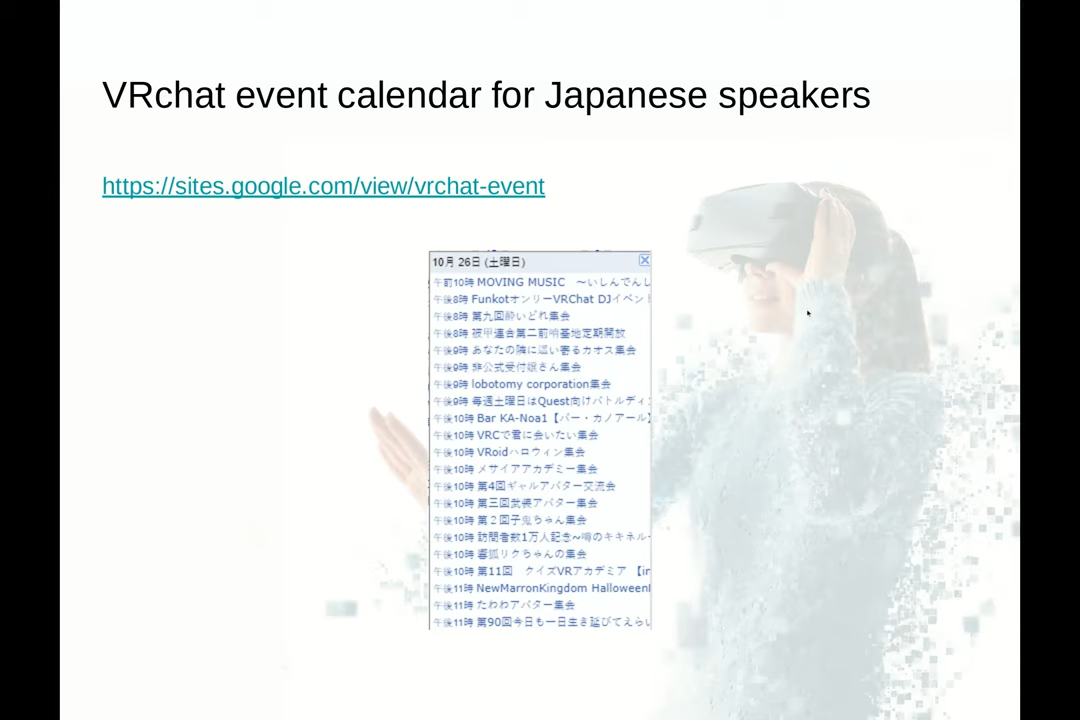 VRchat event calendar for Japanese speakers
https://sites.google.com/view/vrchat-event
10月 26日 (土曜日)
午前10時 MOVING MUSIC　～いしんでんし
午後8時 FunkotオンリーVRChat DJイベント
午後8時 第九回酔いどれ集会
午後8時 被甲連合第二前哨基地定期開放
午後9時 あなたの隣に這い寄るカオス集会
午後9時 非公式受付嬢さん集会
午後9時 lobotomy corporation集会
午後9時 毎週土曜日はQuest向けバトルディ
午後10時 Bar KA-Noa1【バー・カノアール】
午後10時 VRCで君に会いたい集会
午後10時 VRoidハロウィン集会
午後10時 メサイアアカデミー集会
午後10時 第4回ギャルアバター交流会
午後10時 第三回武装アバター集会
午後10時 第２回子鬼ちゃん集会
午後10時 訪問者数1万人記念~噂のキキネル
午後10時 響狐リクちゃんの集会
午後10時 第11回　クイズVRアカデミア 【in
午後11時 NewMarronKingdom Halloween
午後11時 たわわアバター集会
午後11時 第90回今日も一日生き延びてえら